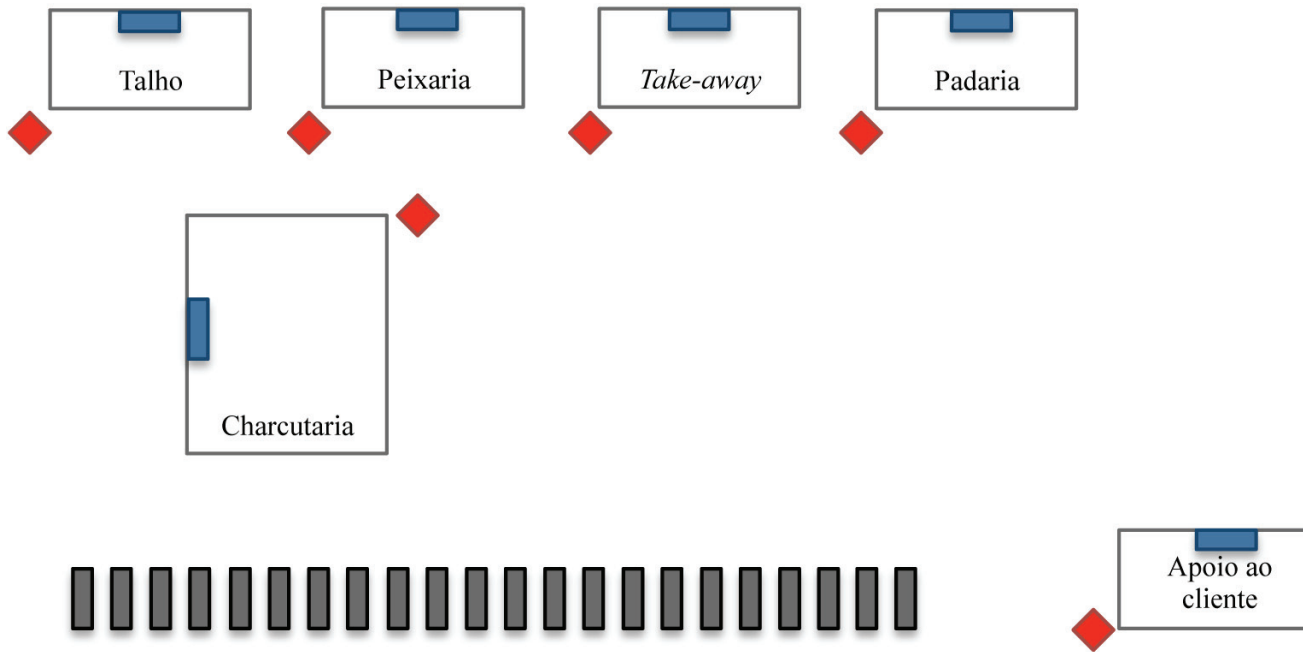 Talho
Peixaria
Take-away
Padaria
Charcutaria
Apoio ao
cliente